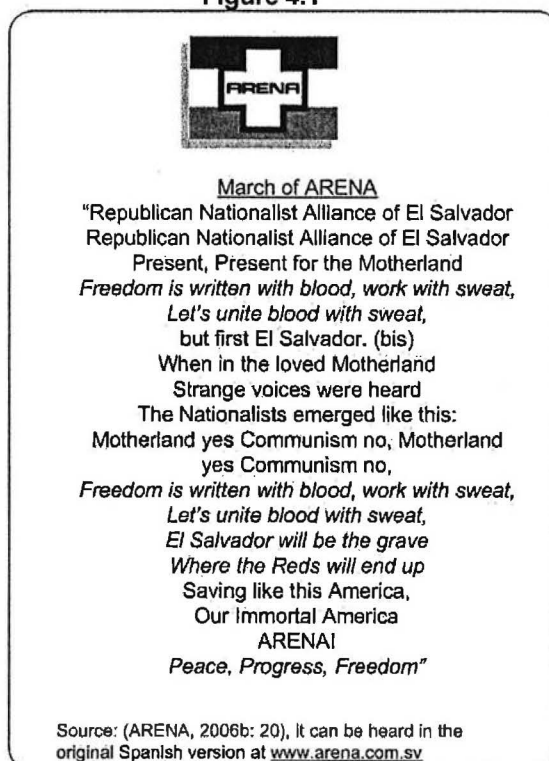 Figure 4.1
ARENA
March of ARENA
"Republican Nationalist Alliance of El Salvador
Republican Nationalist Alliance of El Salvador
Present, Present for the Motherland
Freedom is written with blood, work with sweat,
Let's unite blood with sweat,
but first El Salvador. (bis)
When in the loved Motherland
Strange voices were heard
The Nationalists emerged like this:
Motherland yes Communism no, Motherland
yes Communism no,
Freedom is written with blood, work with sweat,
Let's unite blood with sweat,
El Salvador will be the grave
Where the Reds will end up
Saving like this America,
Our Immortal America
ARENA!
Peace, Progress, Freedom"
Source: (ARENA, 2006b: 20), it can be heard in the
original Spanish version at www.arena.com.sv